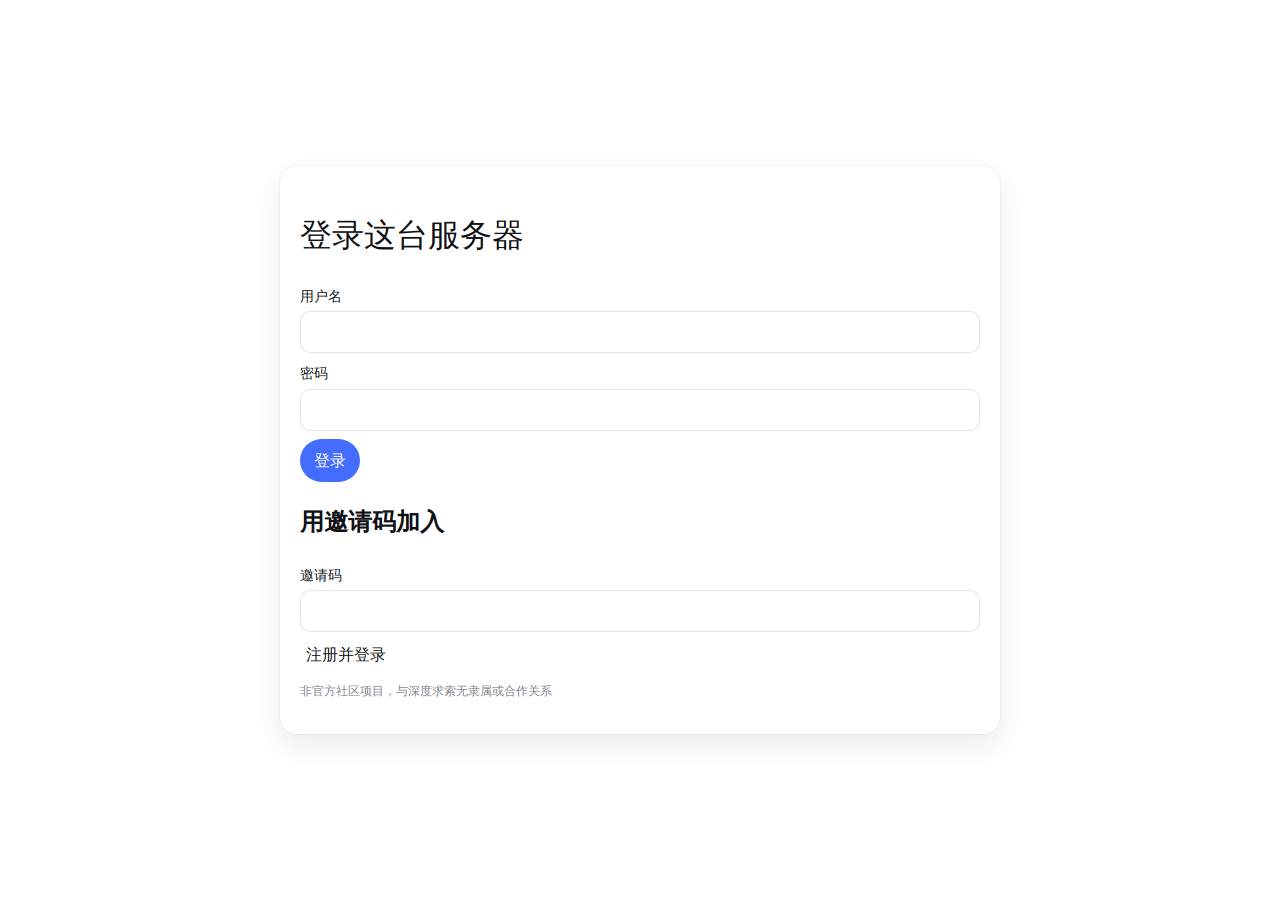 登录这台服务器
用户名
密码
登录
用邀请码加入
邀请码
注册并登录
非官方社区项目，与深度求索无隶属或合作关系